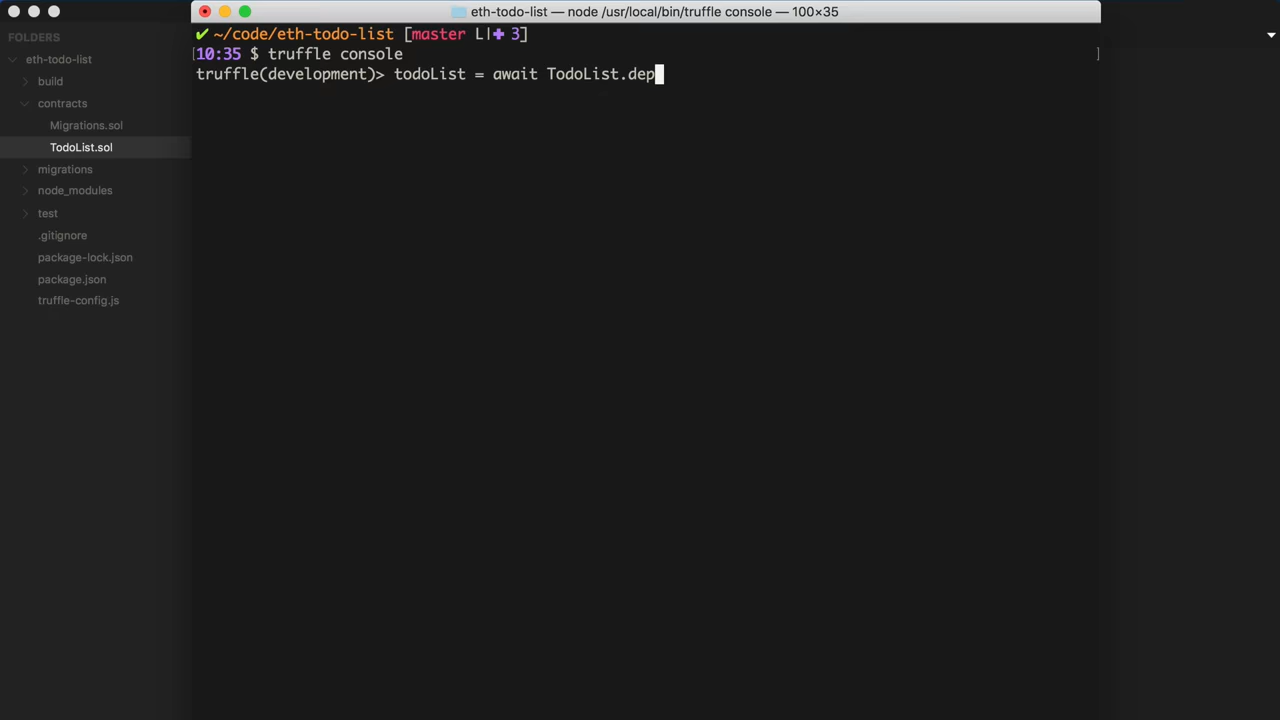 eth-todo-list — node /usr/local/bin/truffle console — 100×35
FOLDERS
eth-todo-list
build
contracts
Migrations.sol
TodoList.sol
migrations
node_modules
test
.gitignore
package-lock.json
package.json
truffle-config.js
✔ ~/code/eth-todo-list [master L|✚ 3]
[10:35 $ truffle console ]
truffle(development)> todoList = await TodoList.dep